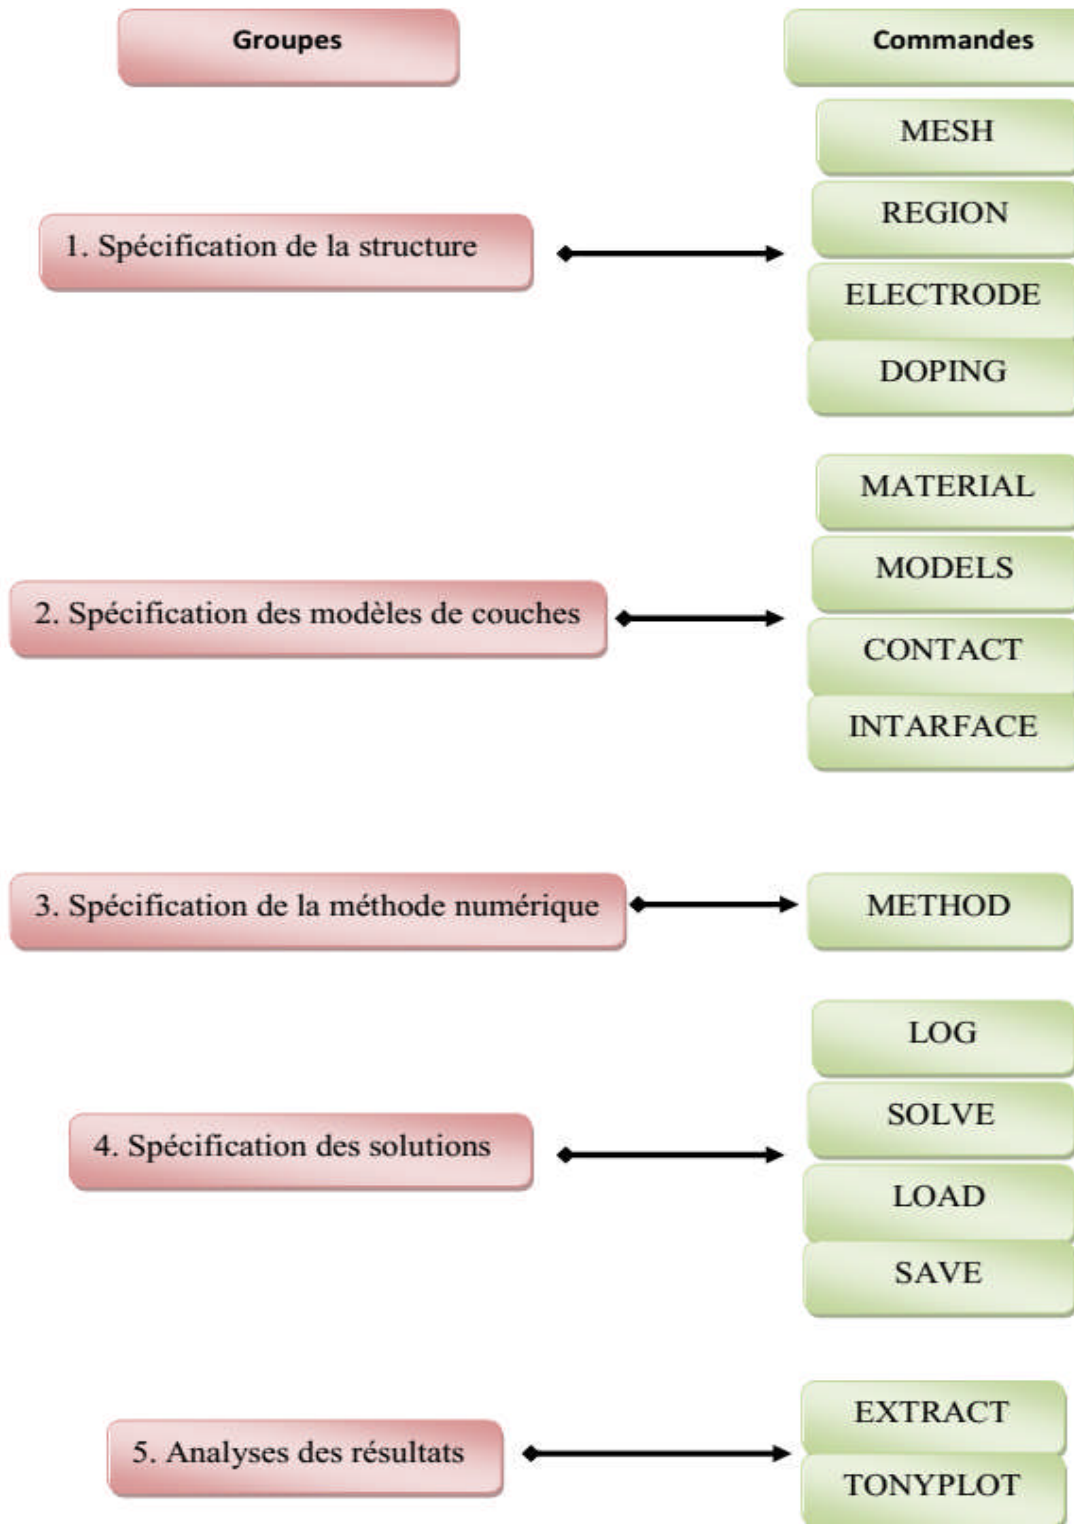 Groupes
Commandes
MESH
REGION
1. Spécification de la structure
ELECTRODE
DOPING
MATERIAL
MODELS
2. Spécification des modèles de couches
CONTACT
INTARFACE
3. Spécification de la méthode numérique
METHOD
LOG
SOLVE
4. Spécification des solutions
LOAD
SAVE
EXTRACT
5. Analyses des résultats
TONYPLOT